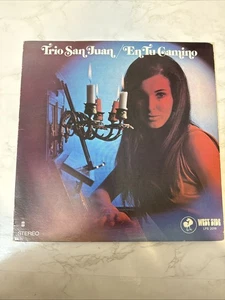 Trio San Juan / En Tu Camino
STEREO
WEST SIDE